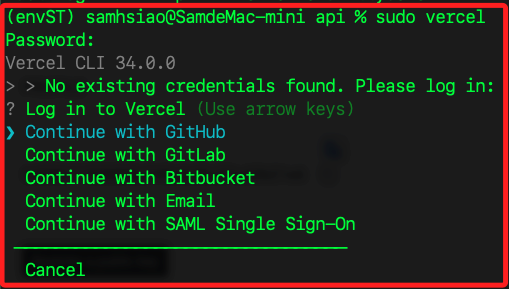 (envST) samhsiao@SamdeMac-mini api % sudo vercel
Password:
Vercel CLI 34.0.0
> > No existing credentials found. Please log in:
? Log in to Vercel (Use arrow keys)
❯ Continue with GitHub
Continue with GitLab
Continue with Bitbucket
Continue with Email
Continue with SAML Single Sign-On
Cancel